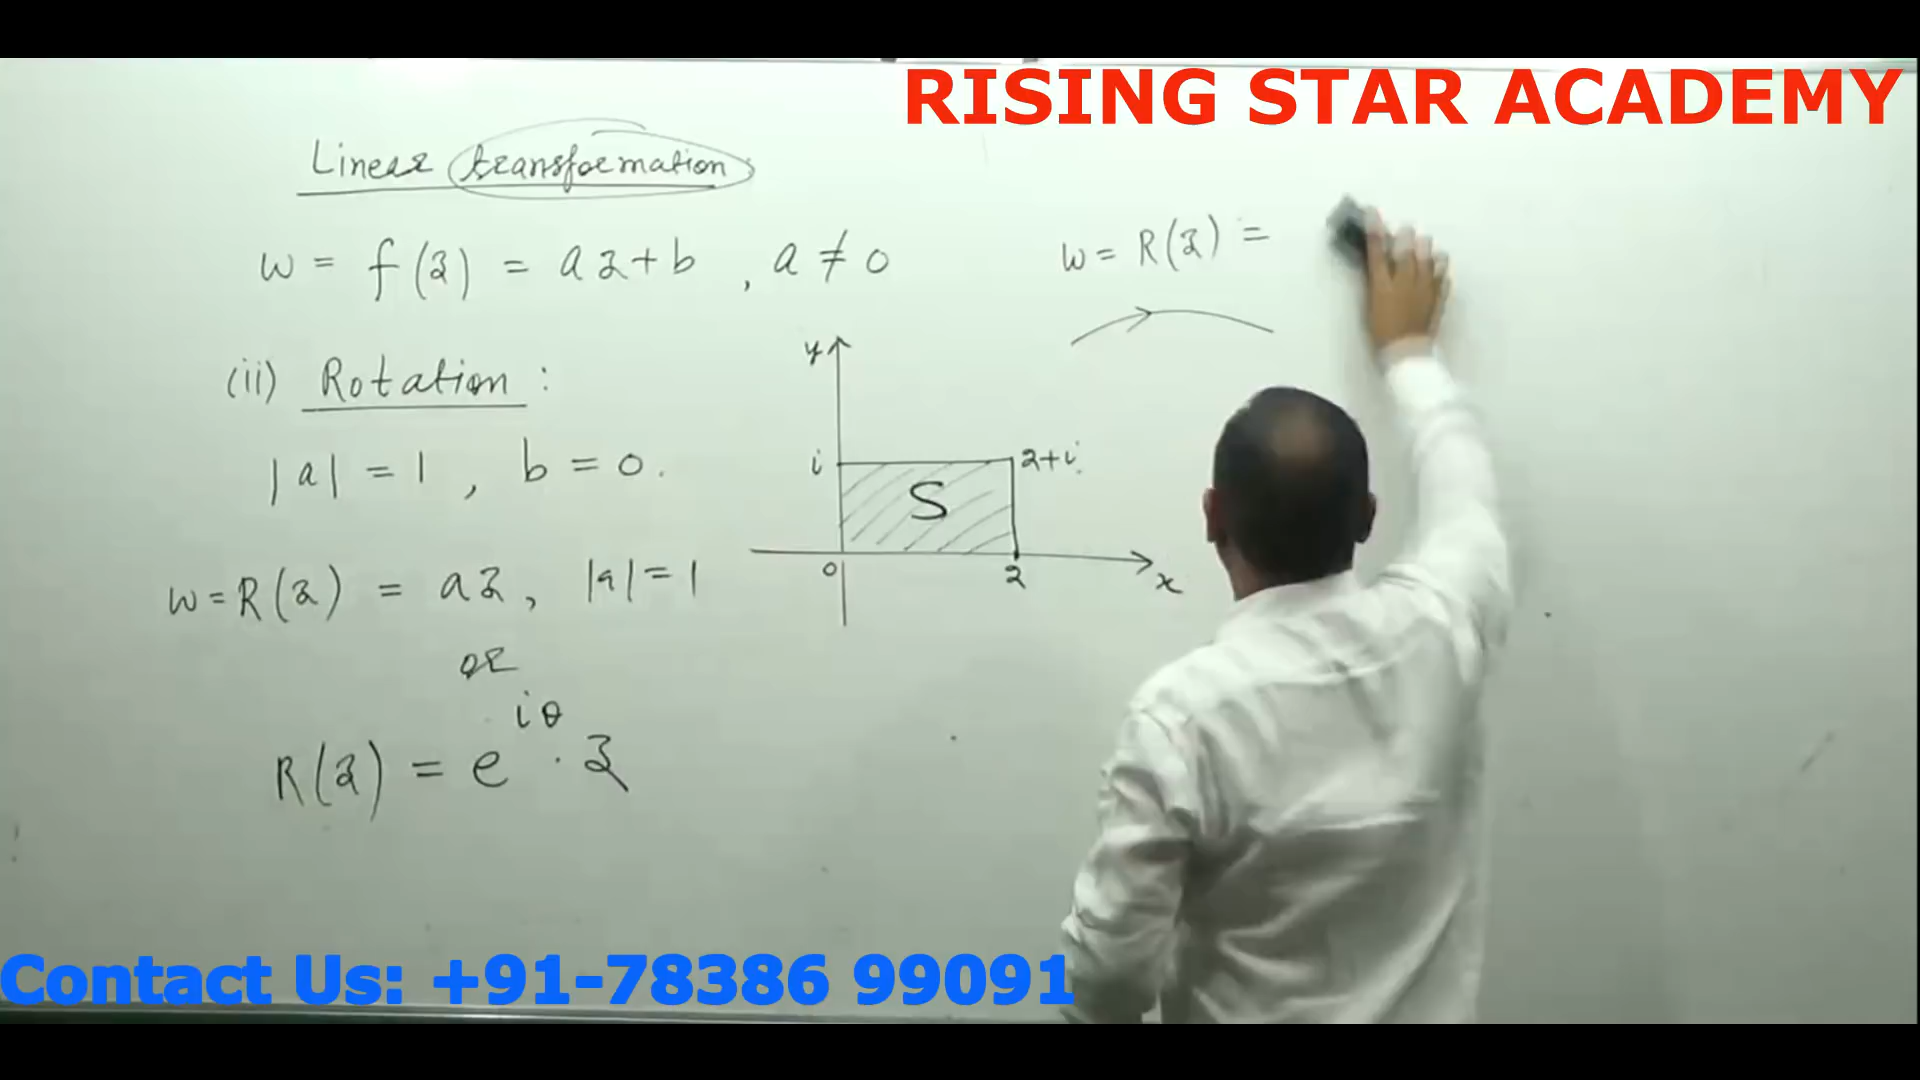 RISING STAR ACADEMY
Linear transformation
w = f(z) = az+b , a ≠ 0
(ii) Rotation :
|a| = 1 , b = 0.
w = R(z) = az , |a| = 1
or
R(z) = e^{iθ} . z
w = R(z) =
y
i
2+i
S
0
2
x
Contact Us: +91-78386 99091